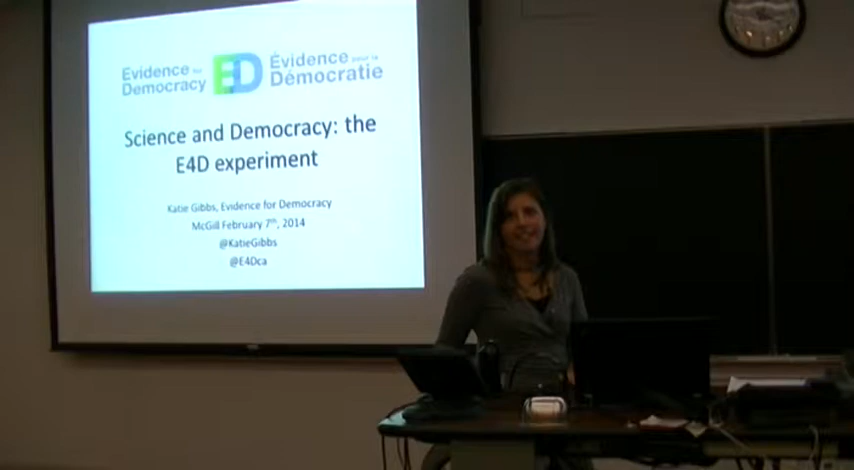 Evidence for
Democracy
ED
Évidence pour la
Démocratie
Science and Democracy: the
E4D experiment
Katie Gibbs, Evidence for Democracy
McGill February 7th, 2014
@KatieGibbs
@E4Dca